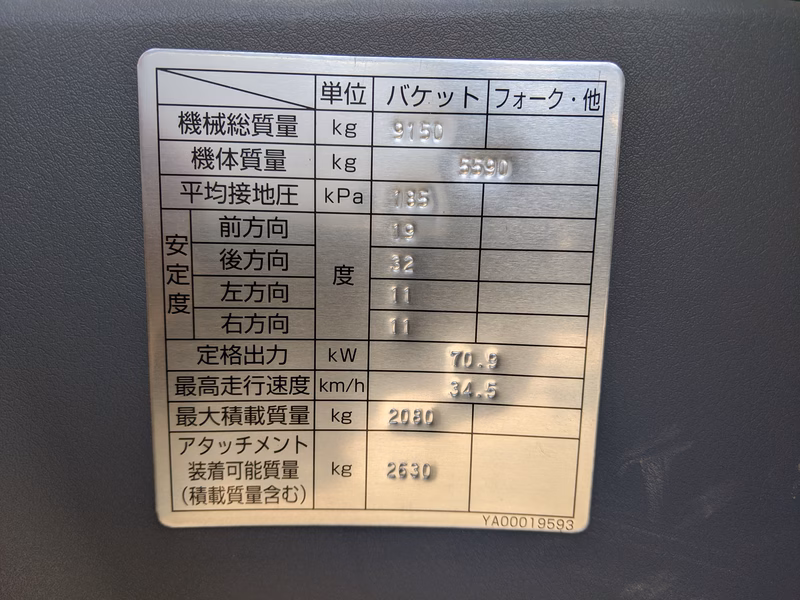 単位 バケット フォーク・他
機械総質量 kg 9150
機体質量 kg 5590
平均接地圧 kPa 135
安定度 前方向 度 19
後方向 32
左方向 11
右方向 11
定格出力 kW 70.9
最高走行速度 km/h 34.5
最大積載質量 kg 2080
アタッチメント
装着可能質量 kg 2630
(積載質量含む)
YA00019593